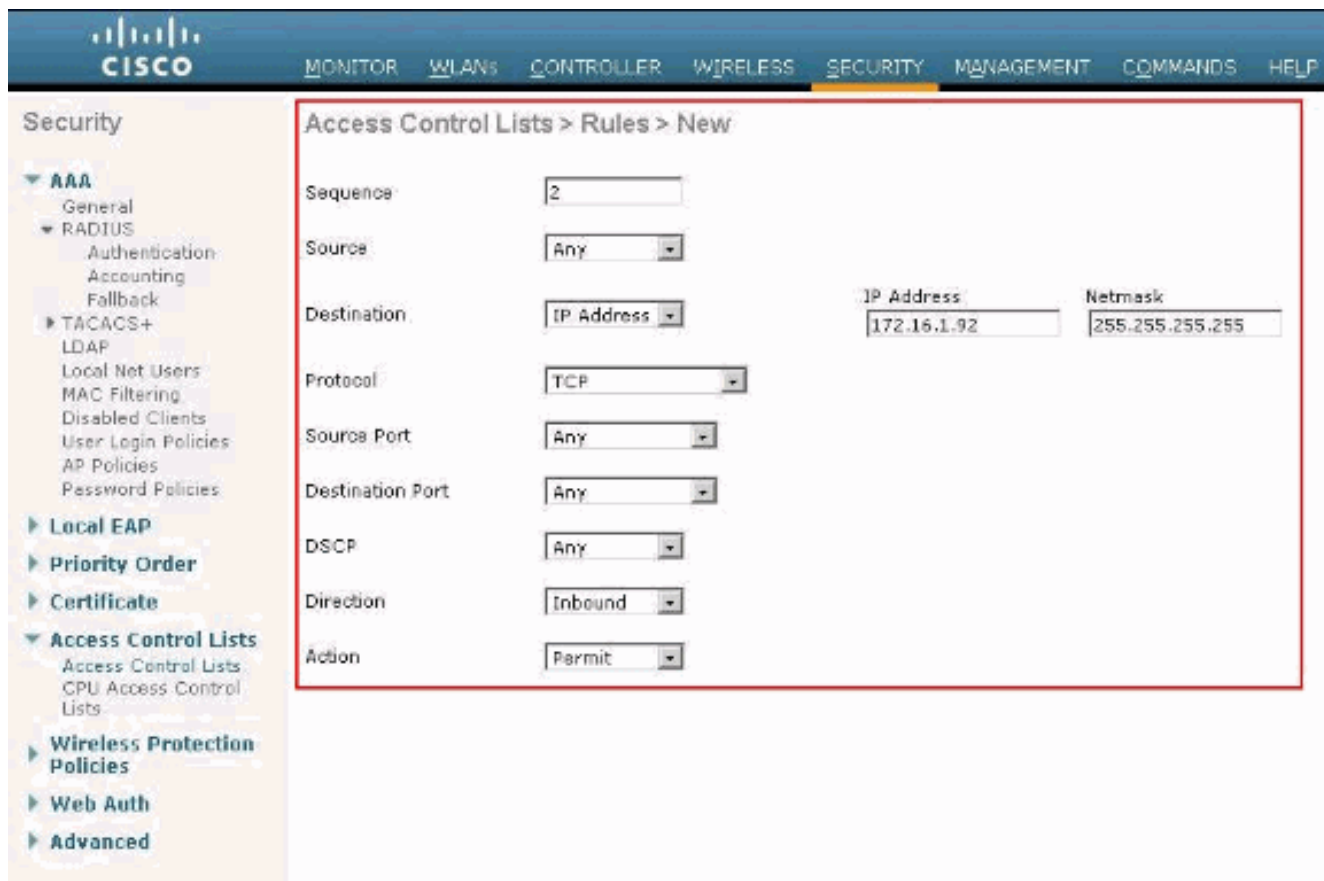 CISCO
MONITOR WLANs CONTROLLER WIRELESS SECURITY MANAGEMENT COMMANDS HELP
Security
AAA
General
RADIUS
Authentication
Accounting
Fallback
TACACS+
LDAP
Local Net Users
MAC Filtering
Disabled Clients
User Login Policies
AP Policies
Password Policies
Local EAP
Priority Order
Certificate
Access Control Lists
Access Control Lists
CPU Access Control
Lists
Wireless Protection
Policies
Web Auth
Advanced
Access Control Lists > Rules > New
Sequence 2
Source Any
IP Address Netmask
Destination IP Address 172.16.1.92 255.255.255.255
Protocol TCP
Source Port Any
Destination Port Any
DSCP Any
Direction Inbound
Action Permit